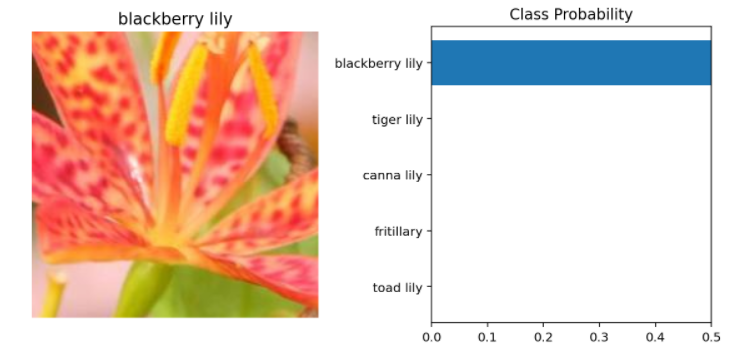 blackberry lily
Class Probability
blackberry lily
tiger lily
canna lily
fritillary
toad lily
0.0 0.1 0.2 0.3 0.4 0.5